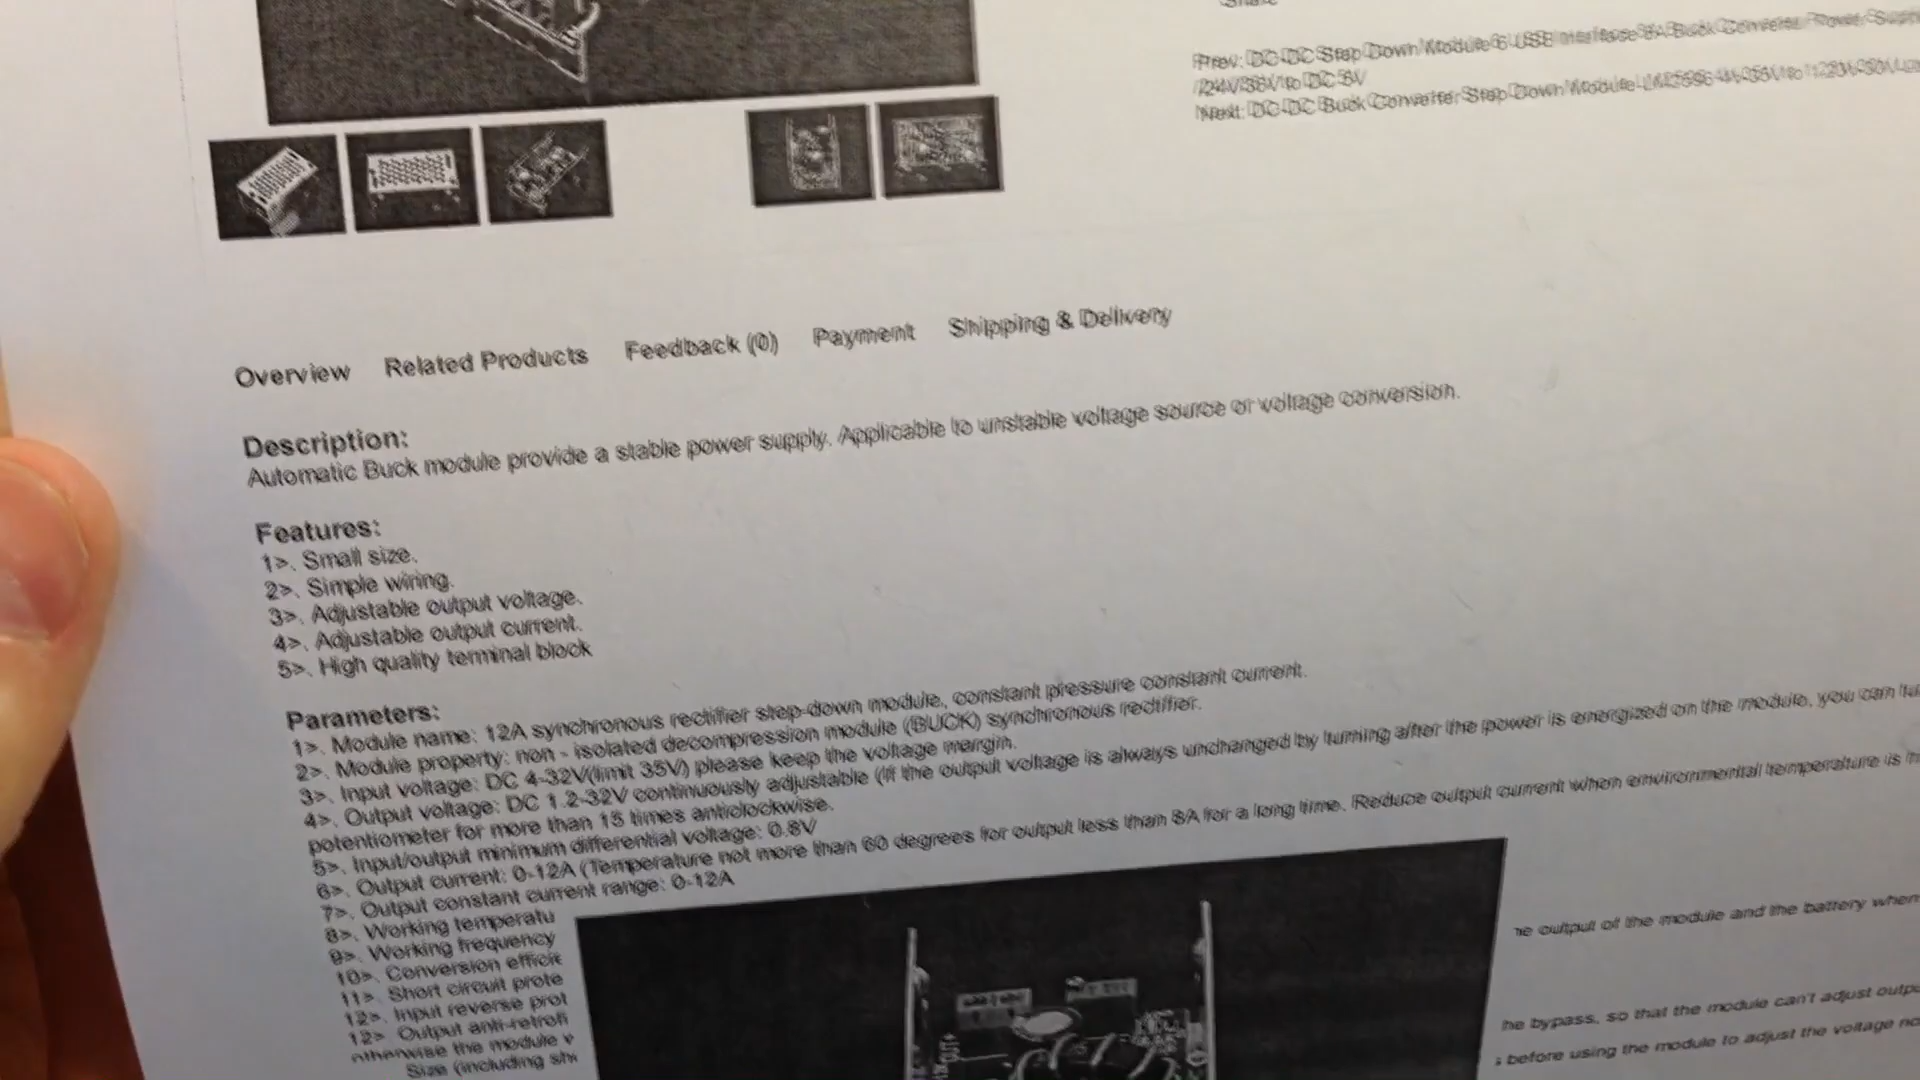 Prev: DC-DC Step Down Module 6 USB Interface 8A Buck Converter Power
/24V/36V to DC 5V
Next: DC-DC Buck Converter Step Down Module LM2596
Overview Related Products Feedback (0) Payment Shipping & Delivery
Description:
Automatic Buck module provide a stable power supply. Applicable to unstable voltage source or voltage conversion.
Features:
1>. Small size.
2>. Simple wiring.
3>. Adjustable output voltage.
4>. Adjustable output current.
5>. High quality terminal block
Parameters:
1>. Module name: 12A synchronous rectifier step-down module, constant pressure constant current.
2>. Module property: non - isolated decompression module (BUCK) synchronous rectifier.
3>. Input voltage: DC 4-32V(limit 35V) please keep the voltage margin.
4>. Output voltage: DC 1.2-32V continuously adjustable (If the output voltage is always unchanged by turning after the power is energized on the module, you can
potentiometer for more than 15 times anticlockwise.
5>. Input/output minimum differential voltage: 0.8V
6>. Output current: 0-12A (Temperature not more than 60 degrees for output less than 8A for a long time. Reduce output current when environmental temperature is
7>. Output constant current range: 0-12A
8>. Working temperatu
9>. Working frequency
10>. Conversion effici
11>. Short circuit prote
12>. Input reverse prot
12>. Output anti-retrofi
ne output of the module and the battery when
otherwise the module
he bypass, so that the module can't adjust outpu
Size (including shi
s before using the module to adjust the voltage